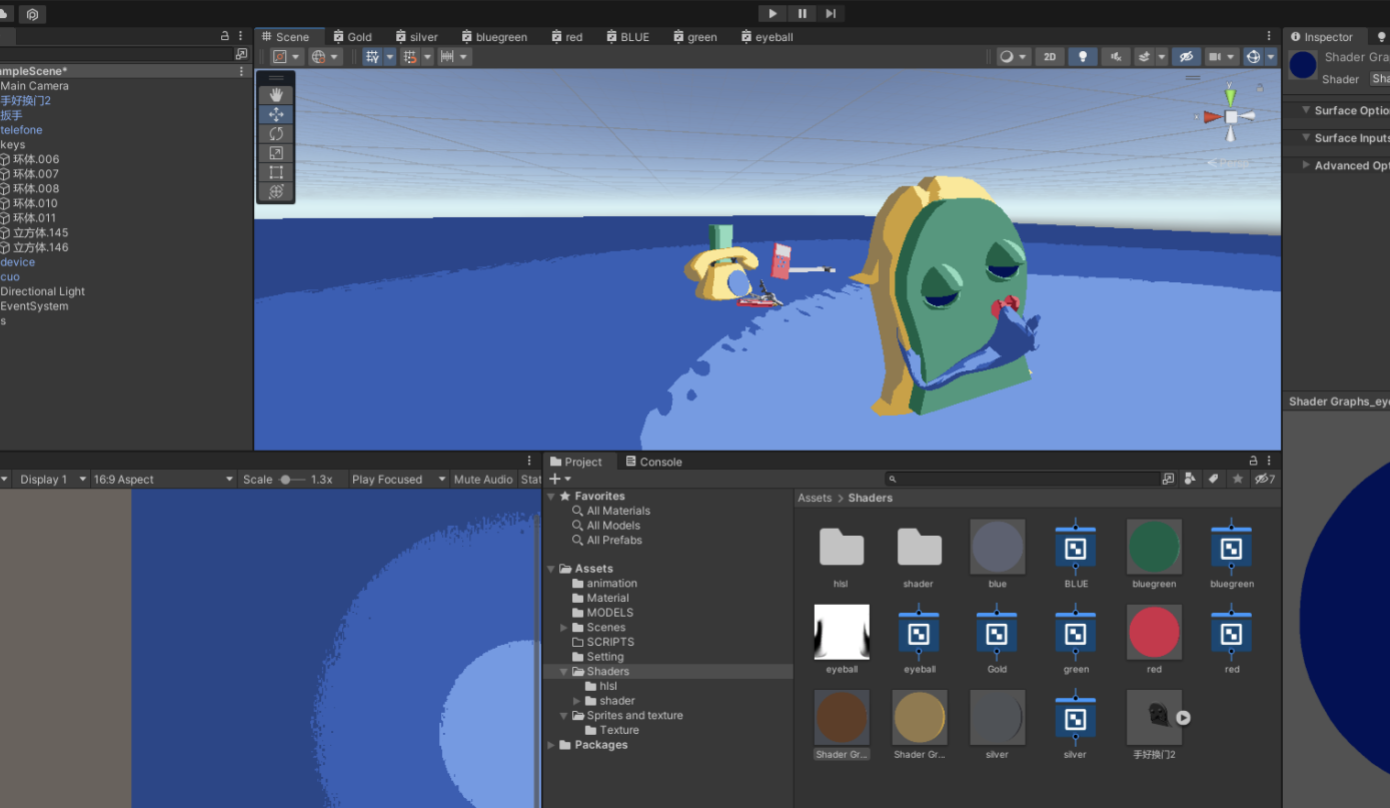 Scene Gold silver bluegreen red BLUE green eyeball
Inspector
2D
ampleScene*
Main Camera
手好换门2
扳手
telefone
keys
环体.006
环体.007
环体.008
环体.010
环体.011
立方体.145
立方体.146
device
cuo
Directional Light
EventSystem
s
y
Shader Gra
Shader Sha
Surface Optio
Surface Inputs
Advanced Opt
Shader Graphs_eye
Display 1 16:9 Aspect Scale 1.3x Play Focused Mute Audio Stat
Project Console
7
Favorites
All Materials
All Models
All Prefabs
Assets
animation
Material
MODELS
Scenes
SCRIPTS
Setting
Shaders
hlsl
shader
Sprites and texture
Texture
Packages
Assets > Shaders
hlsl shader blue BLUE bluegreen bluegreen
eyeball eyeball Gold green red red
Shader Gr... Shader Gr... silver silver 手好换门2